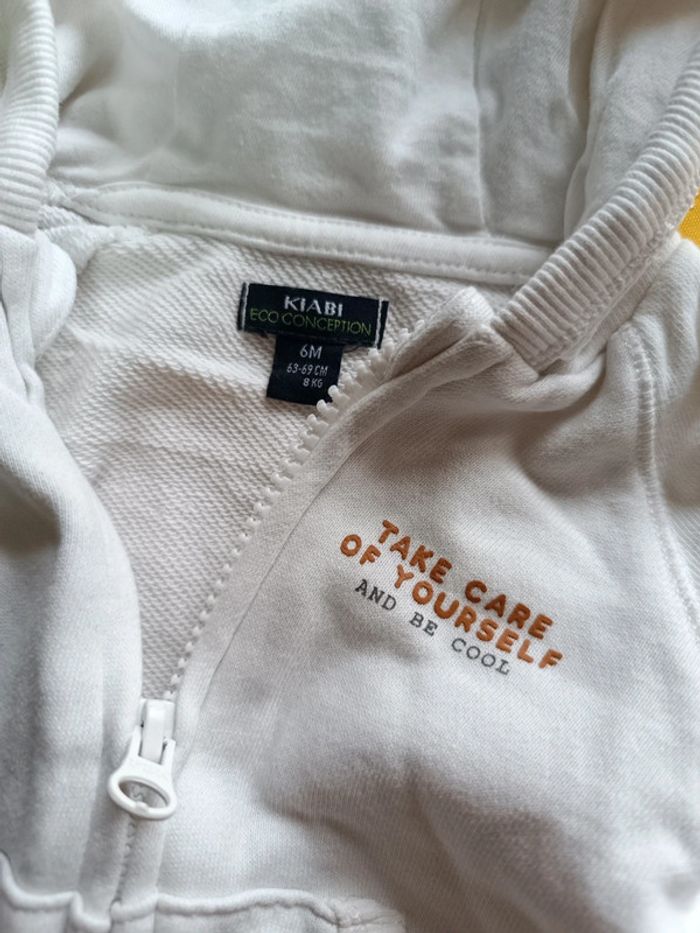 KIABI
ECO CONCEPTION
6M
63-69 CM
8 KG
TAKE CARE
OF YOURSELF
AND BE COOL